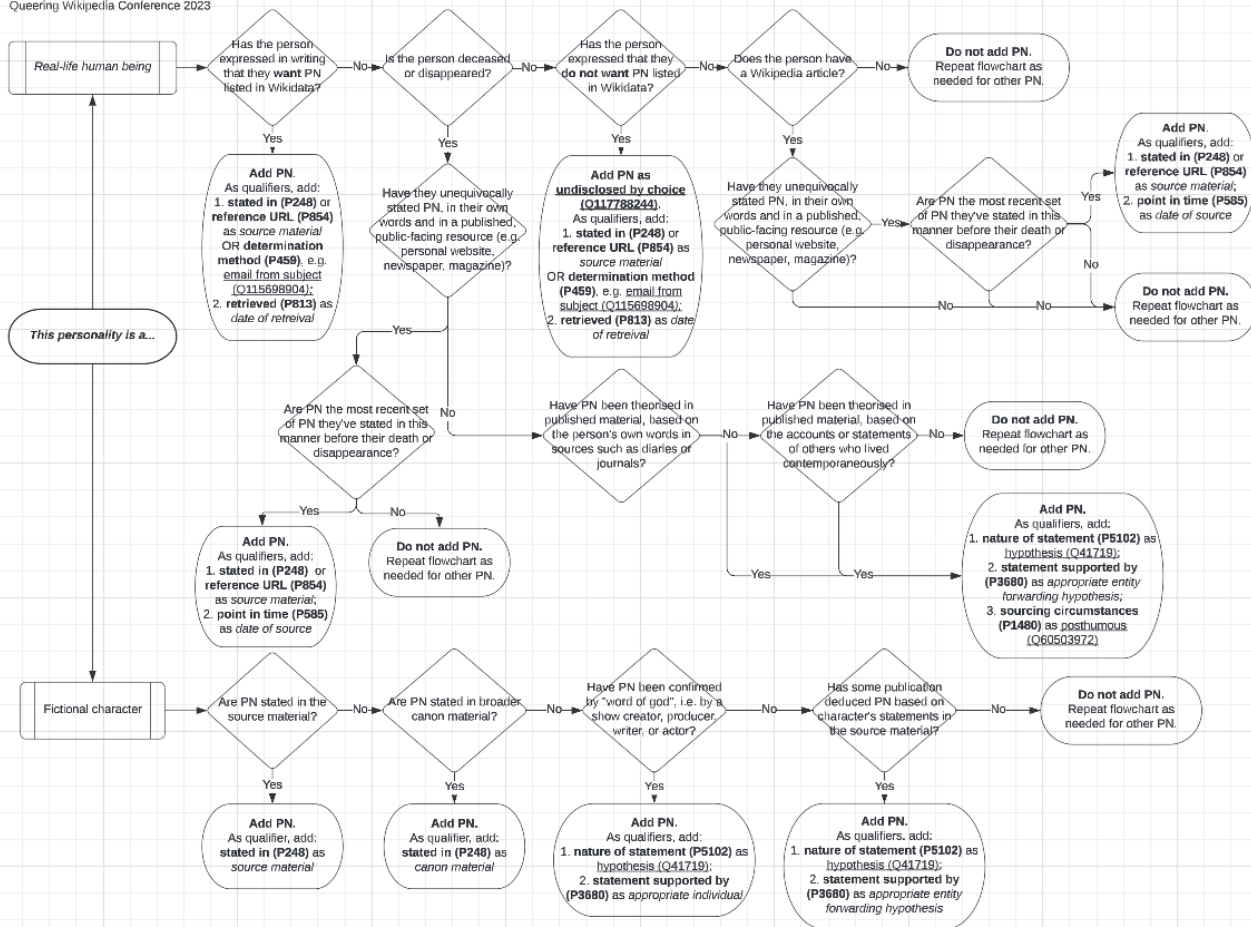 Queering Wikipedia Conference 2023
Real-life human being
Has the person
expressed in writing
that they want PN
listed in Wikidata?
No
Is the person deceased
or disappeared?
No
Has the person
expressed that they
do not want PN listed
in Wikidata?
No
Does the person have
a Wikipedia article?
No
Do not add PN.
Repeat flowchart as
needed for other PN.
Yes
Yes
Yes
Yes
Add PN.
As qualifiers, add:
1. stated in (P248) or
reference URL (P854)
as source material
OR determination
method (P459), e.g.
email from subject
(Q115698904);
2. retrieved (P813) as
date of retreival
Have they unequivocally
stated PN, in their own
words and in a published,
public-facing resource (e.g.
personal website,
newspaper, magazine)?
Add PN as
undisclosed by choice
(Q117788244).
As qualifiers, add:
1. stated in (P248) or
reference URL (P854) as
source material
OR determination method
(P459), e.g. email from
subject (Q115698904);
2. retrieved (P813) as date
of retreival
Have they unequivocally
stated PN, in their own
words and in a published,
public-facing resource (e.g.
personal website,
newspaper, magazine)?
Yes
Are PN the most recent set
of PN they've stated in this
manner before their death or
disappearance?
Yes
Add PN.
As qualifiers, add:
1. stated in (P248) or
reference URL (P854)
as source material;
2. point in time (P585)
as date of source
No
No
No
Do not add PN.
Repeat flowchart as
needed for other PN.
This personality is a...
Yes
No
Are PN the most recent set
of PN they've stated in this
manner before their death or
disappearance?
Have PN been theorised in
published material, based on
the person's own words in
sources such as diaries or
journals?
No
Have PN been theorised in
published material, based on
the accounts or statements
of others who lived
contemporaneously?
No
Do not add PN.
Repeat flowchart as
needed for other PN.
Yes
No
Add PN.
As qualifiers, add:
1. stated in (P248) or
reference URL (P854)
as source material;
2. point in time (P585)
as date of source
Do not add PN.
Repeat flowchart as
needed for other PN.
Yes
Yes
Add PN.
As qualifiers, add:
1. nature of statement (P5102) as
hypothesis (Q41719);
2. statement supported by
(P3680) as appropriate entity
forwarding hypothesis;
3. sourcing circumstances
(P1480) as posthumous
(Q60503972)
Fictional character
Are PN stated in the
source material?
No
Are PN stated in broader
canon material?
No
Have PN been confirmed
by "word of god", i.e. by a
show creator, producer,
writer, or actor?
No
Has some publication
deduced PN based on
character's statements in
the source material?
No
Do not add PN.
Repeat flowchart as
needed for other PN.
Yes
Yes
Yes
Yes
Add PN.
As qualifier, add:
stated in (P248) as
source material
Add PN.
As qualifier, add:
stated in (P248) as
canon material
Add PN.
As qualifiers, add:
1. nature of statement (P5102) as
hypothesis (Q41719);
2. statement supported by
(P3680) as appropriate individual
Add PN.
As qualifiers, add:
1. nature of statement (P5102) as
hypothesis (Q41719);
2. statement supported by
(P3680) as appropriate entity
forwarding hypothesis